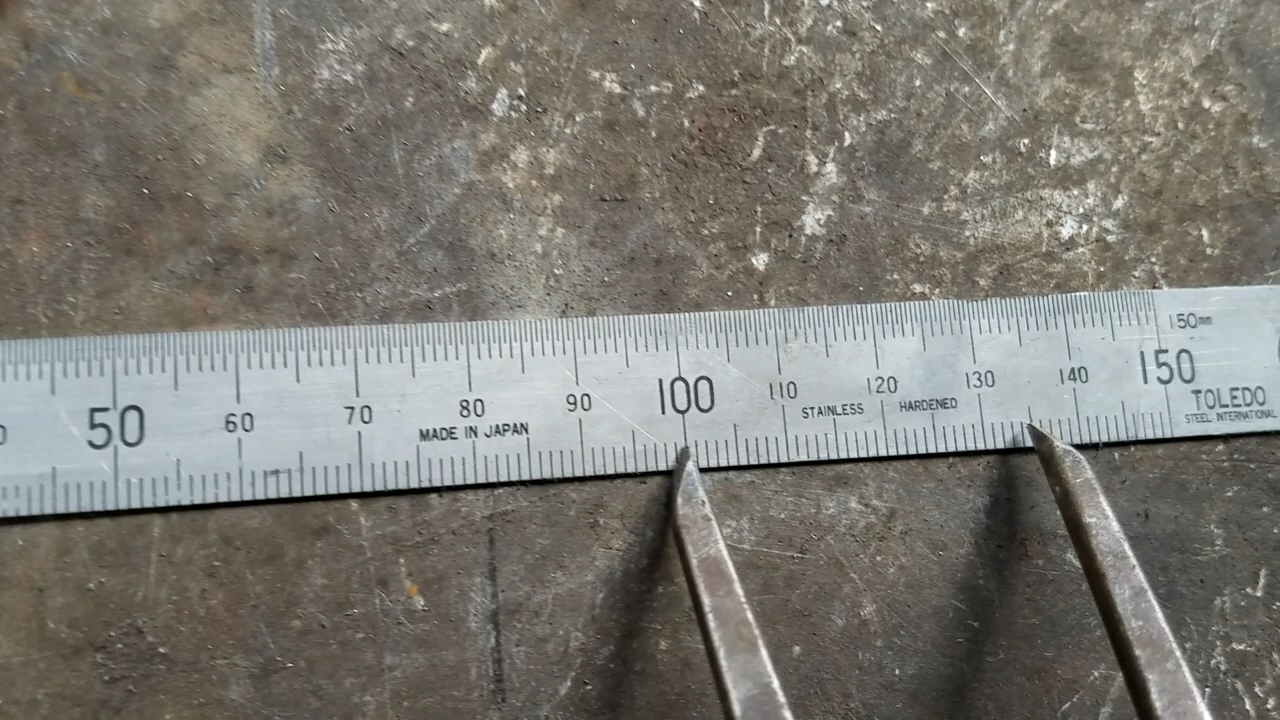 150mm
50 60 70 80 90 100 110 120 130 140 150
MADE IN JAPAN STAINLESS HARDENED TOLEDO
STEEL INTERNATIONAL